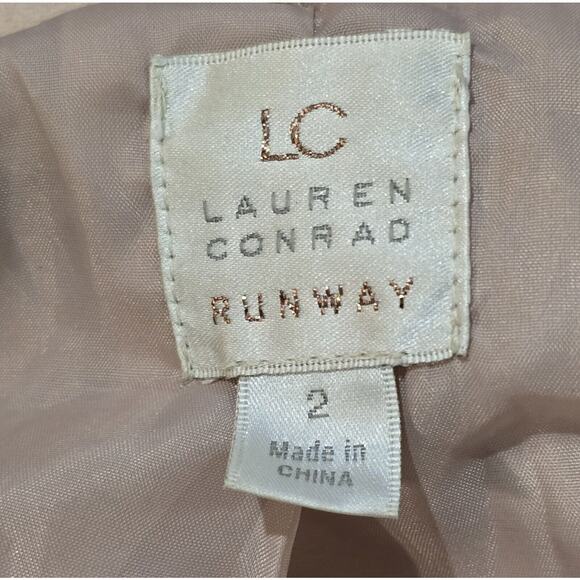 LC
LAUREN
CONRAD
RUNWAY
2
Made in
CHINA